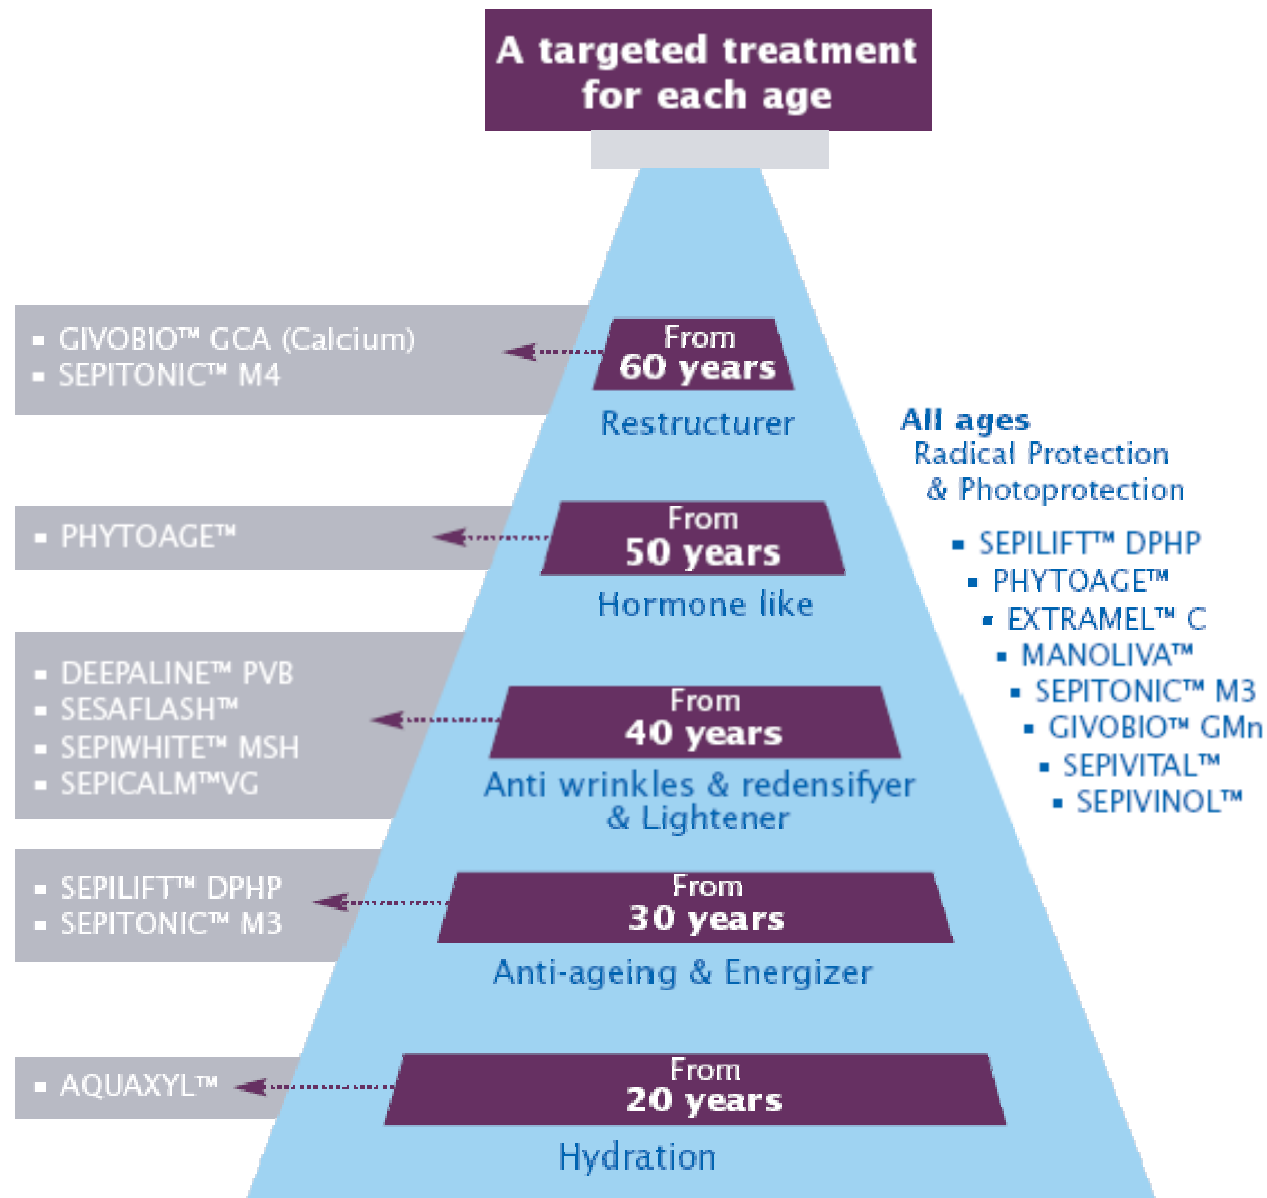 A targeted treatment
for each age
▪ GIVOBIO™ GCA (Calcium)
▪ SEPITONIC™ M4
From
60 years
Restructurer
▪ PHYTOAGE™
From
50 years
Hormone like
▪ DEEPALINE™ PVB
▪ SESAFLASH™
▪ SEPIWHITE™ MSH
▪ SEPICALM™VG
From
40 years
Anti wrinkles & redensifyer
& Lightener
▪ SEPILIFT™ DPHP
▪ SEPITONIC™ M3
From
30 years
Anti-ageing & Energizer
▪ AQUAXYL™
From
20 years
Hydration
All ages
Radical Protection
& Photoprotection
▪ SEPILIFT™ DPHP
▪ PHYTOAGE™
▪ EXTRAMEL™ C
▪ MANOLIVA™
▪ SEPITONIC™ M3
▪ GIVOBIO™ GMn
▪ SEPIVITAL™
▪ SEPIVINOL™